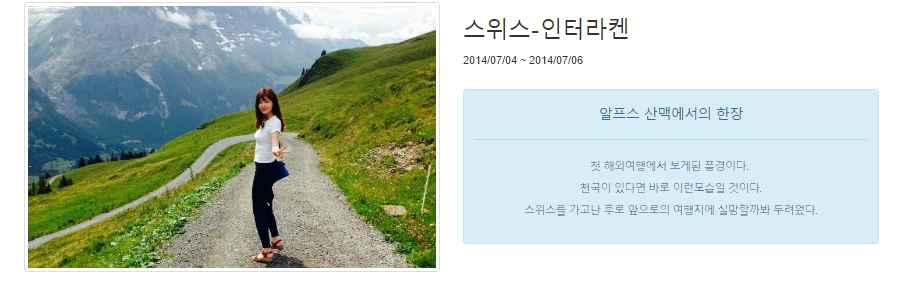 스위스-인터라켄
2014/07/04 ~ 2014/07/06
알프스 산맥에서의 한장
첫 해외여행에서 보게된 풍경이다.
천국이 있다면 바로 이런모습일 것이다.
스위스를 가고난 후로 앞으로의 여행지에 실망할까봐 두려웠다.